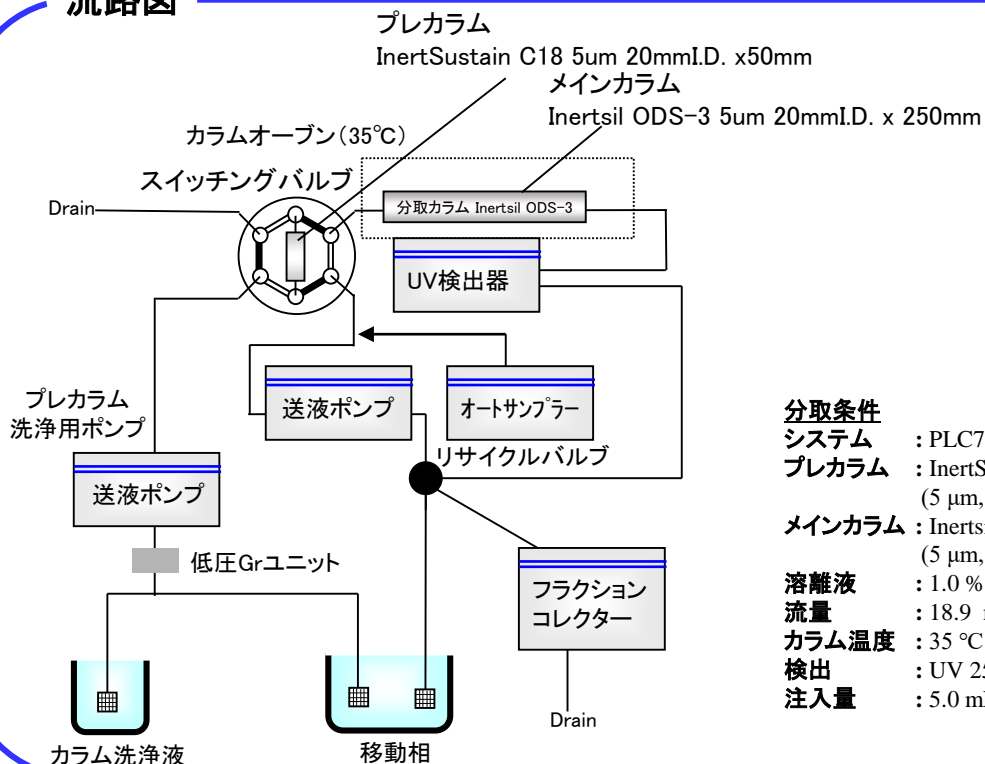 流路図
プレカラム
InertSustain C18 5um 20mmI.D. x50mm
メインカラム
Inertsil ODS-3 5um 20mmI.D. x 250mm
カラムオーブン(35℃)
スイッチングバルブ
Drain
分取カラム Inertsil ODS-3
UV検出器
プレカラム
洗浄用ポンプ
送液ポンプ
オートサンプラー
リサイクルバルブ
送液ポンプ
低圧Grユニット
フラクション
コレクター
Drain
カラム洗浄液
移動相
分取条件
システム : PLC7
プレカラム : InertS
(5 μm,
メインカラム : Inertsi
(5 μm,
溶離液 : 1.0 %
流量 : 18.9
カラム温度 : 35 °C
検出 : UV 25
注入量 : 5.0 m